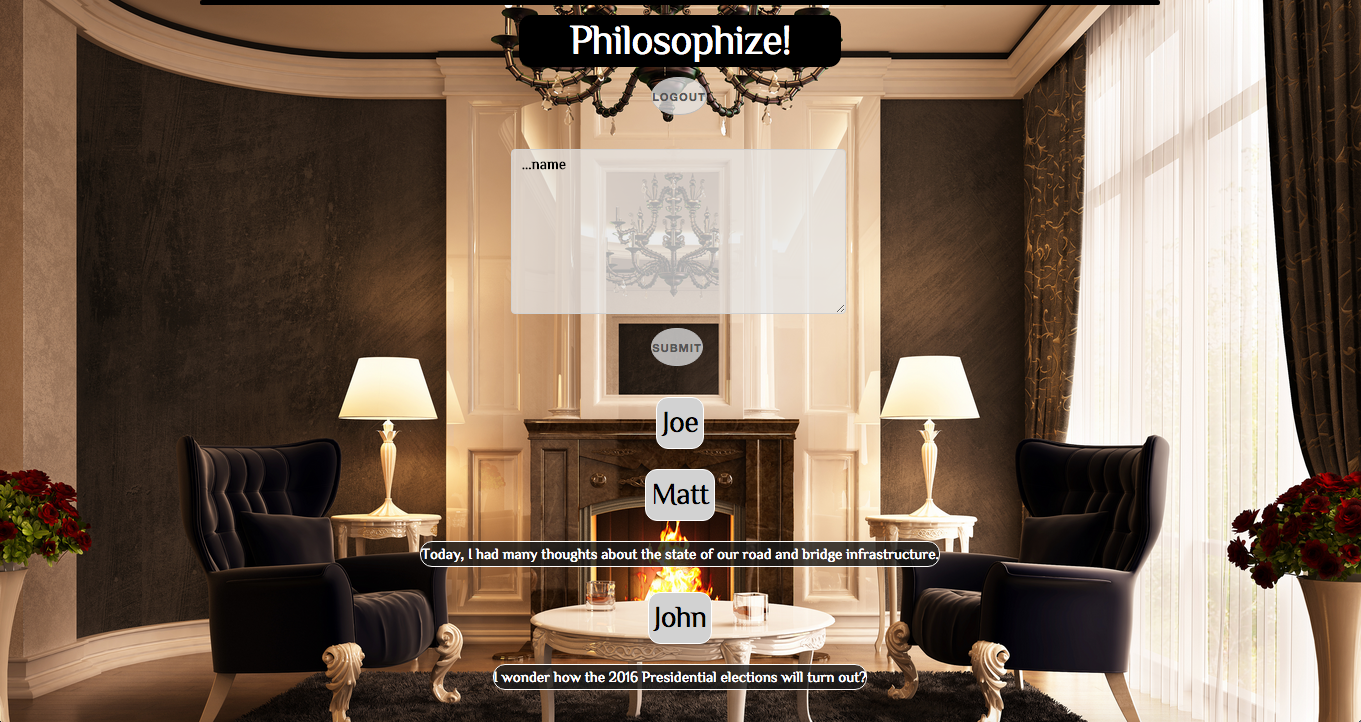 Philosophize!
LOGOUT
...name
SUBMIT
Joe
Matt
Today, I had many thoughts about the state of our road and bridge infrastructure.
John
I wonder how the 2016 Presidential elections will turn out?